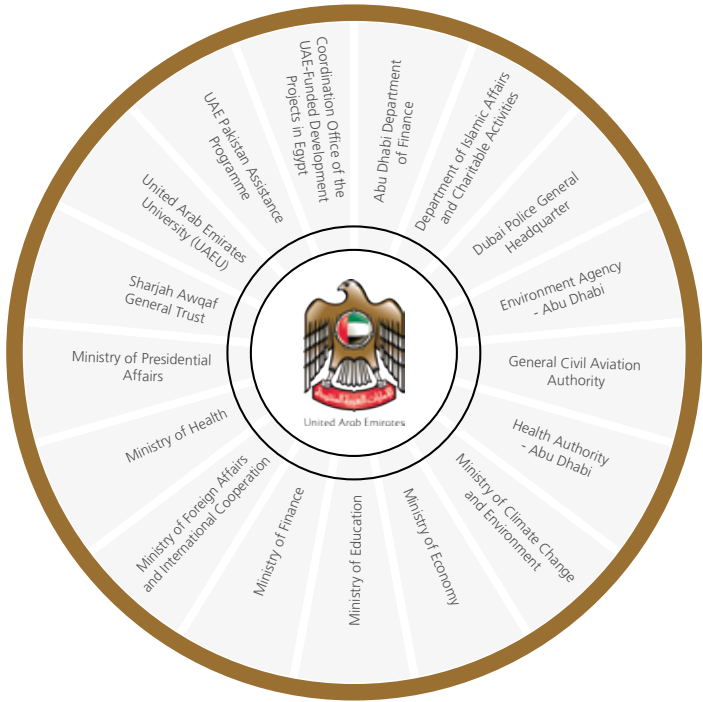 Abu Dhabi Department
of Finance
Department of Islamic Affairs
and Charitable Activities
Dubai Police General
Headquarter
Environment Agency
- Abu Dhabi
General Civil Aviation
Authority
Health Authority
- Abu Dhabi
Ministry of Climate Change
and Environment
Ministry of Economy
Ministry of Education
Ministry of Finance
Ministry of Foreign Affairs
and International Cooperation
Ministry of Health
Ministry of Presidential
Affairs
Sharjah Awqaf
General Trust
United Arab Emirates
University (UAEU)
UAE Pakistan Assistance
Programme
Coordination Office of the
UAE-Funded Development
Projects in Egypt
United Arab Emirates